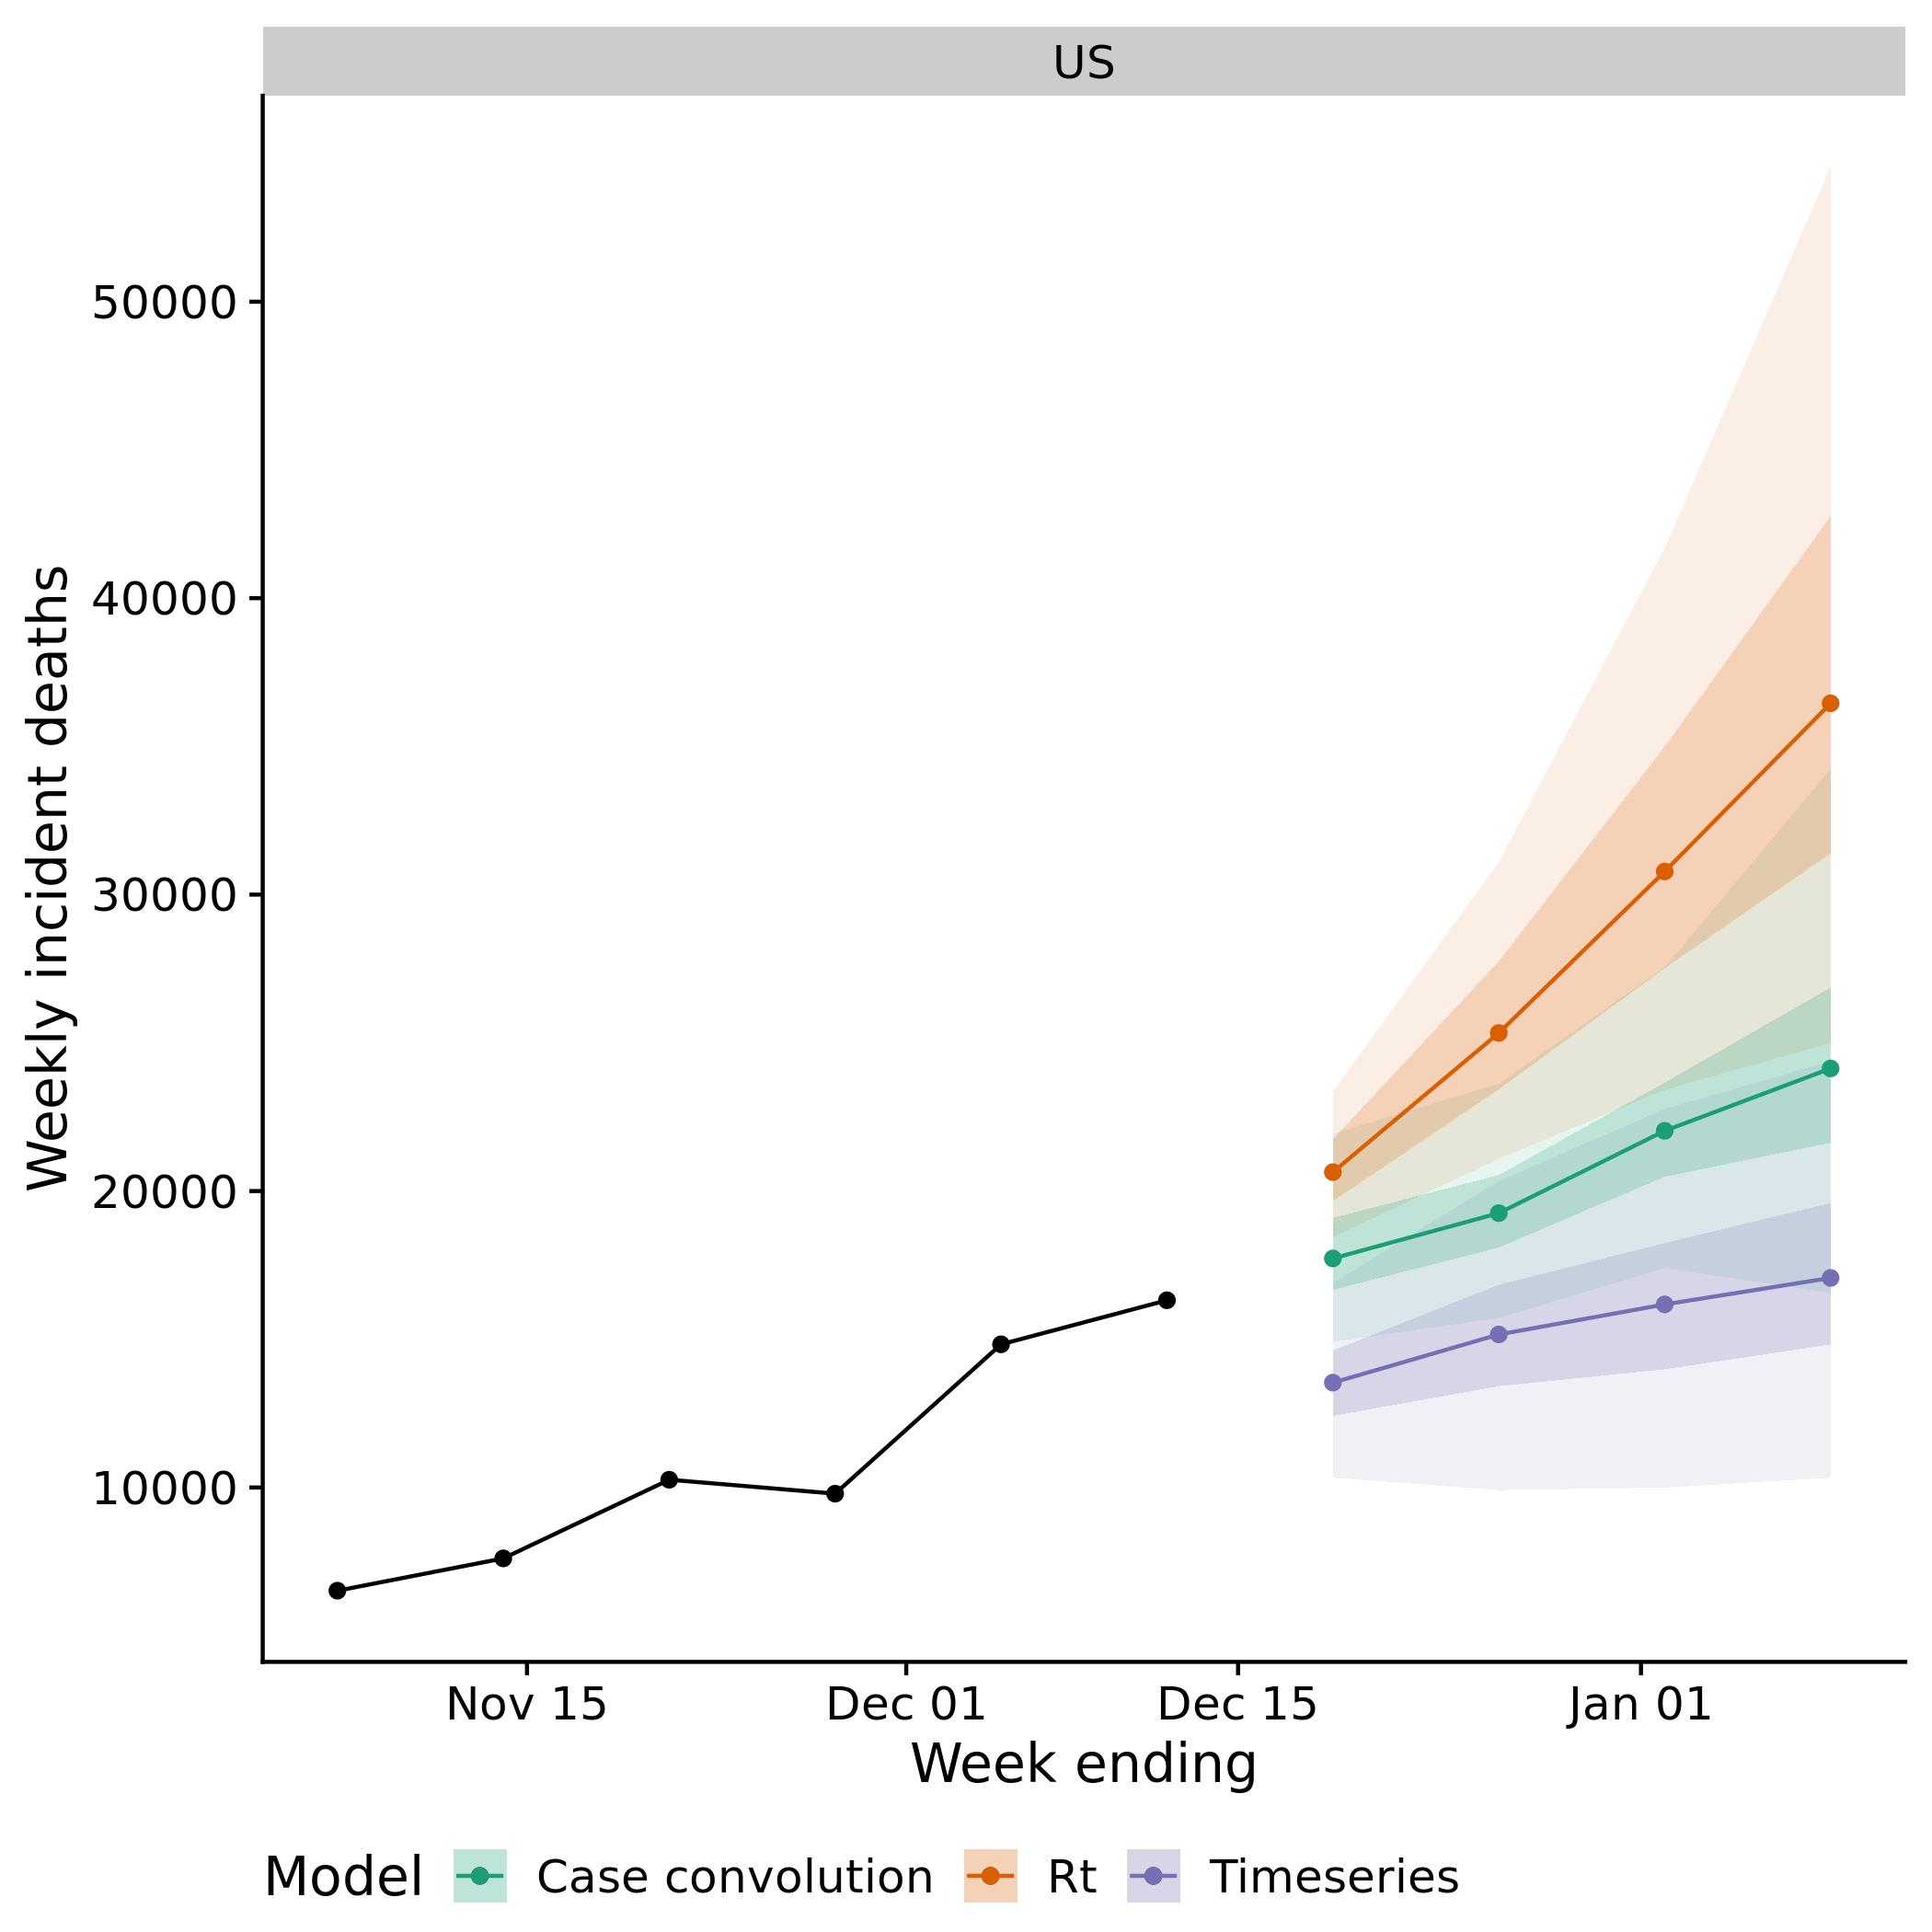 US
Weekly incident deaths
50000
40000
30000
20000
10000
Nov 15
Dec 01
Dec 15
Jan 01
Week ending
Model
Case convolution
Rt
Timeseries